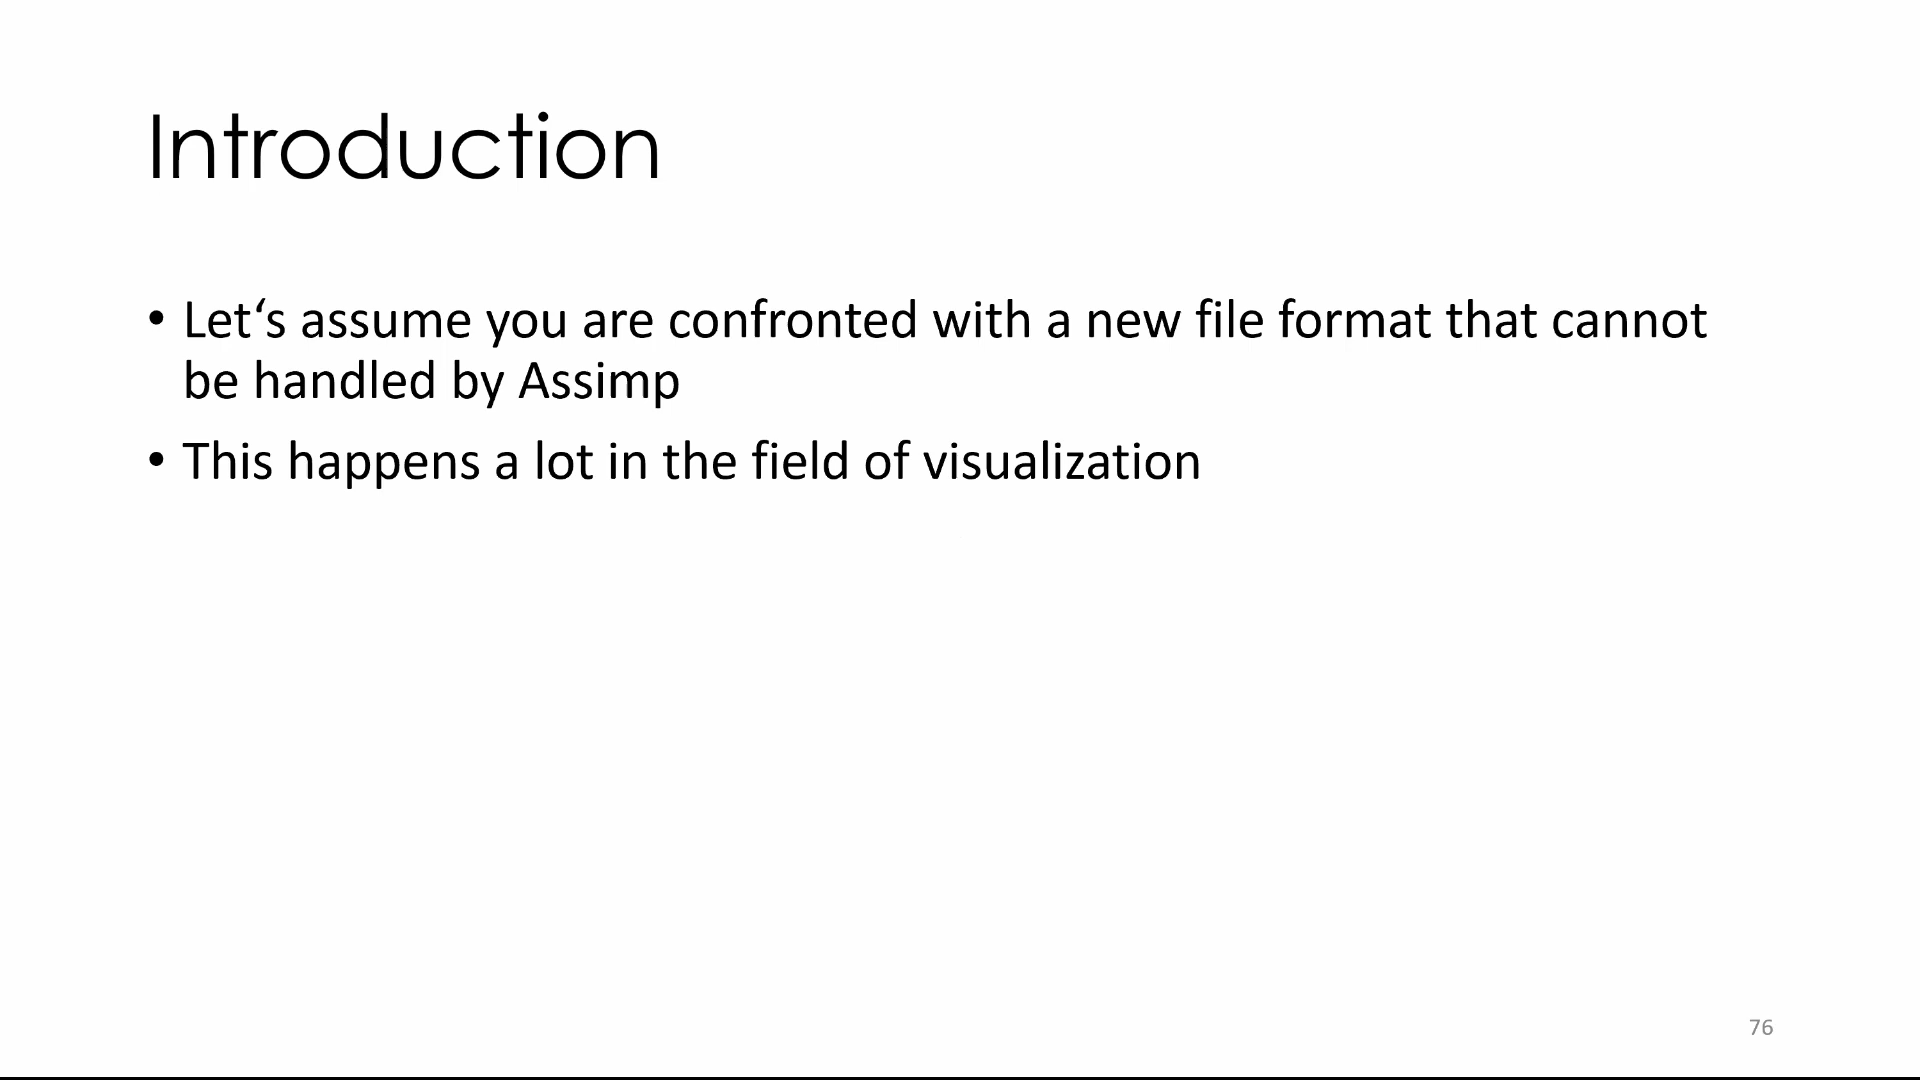 Introduction
• Let‘s assume you are confronted with a new file format that cannot
be handled by Assimp
• This happens a lot in the field of visualization
76